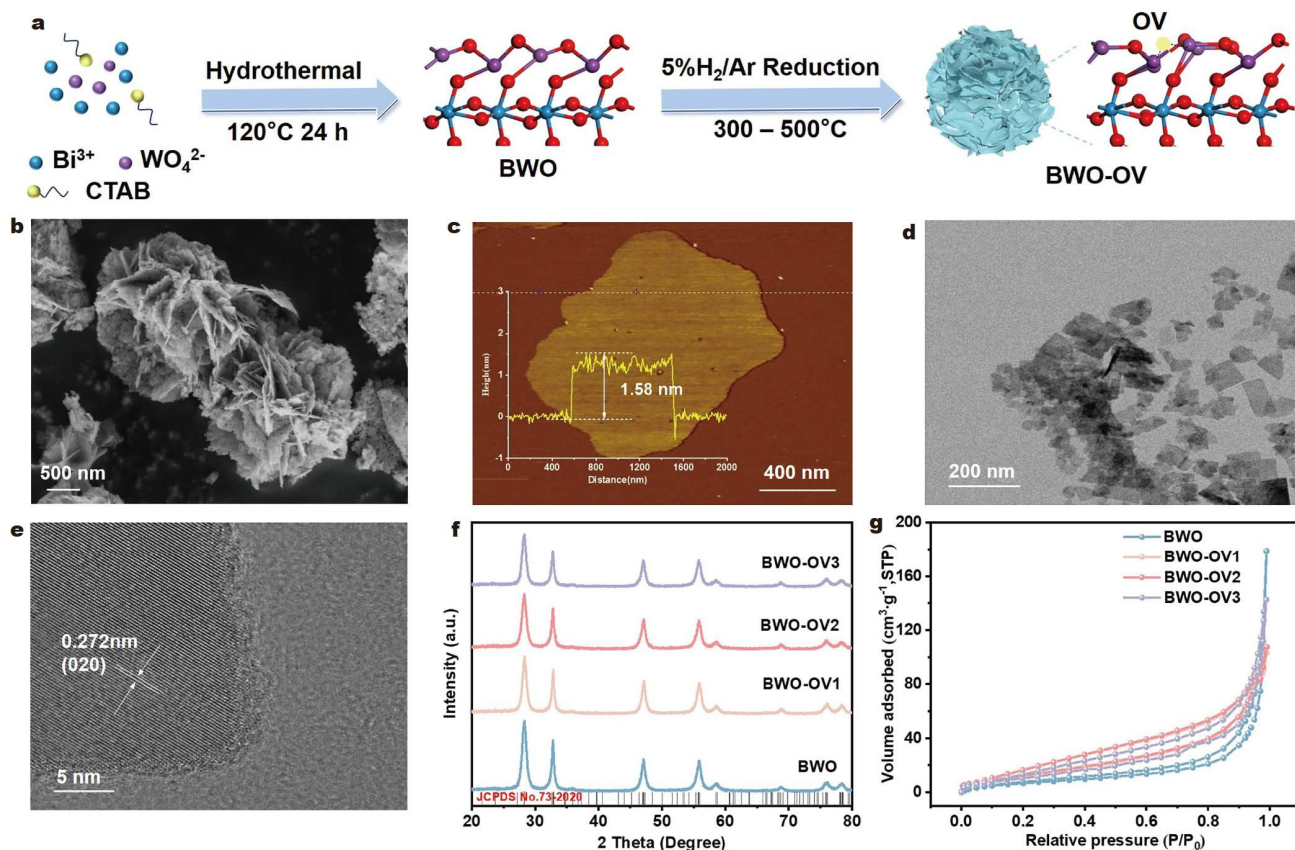 a
OV
Hydrothermal
5%H₂/Ar Reduction
120°C 24 h
300 – 500°C
Bi³⁺
WO₄²⁻
CTAB
BWO
BWO-OV
b
500 nm
c
3
2
1
0
-1
Heigh(nm)
1.58 nm
0
400
800
1200
1600
2000
Distance(nm)
400 nm
d
200 nm
e
0.272nm
(020)
5 nm
f
Intensity (a.u.)
BWO-OV3
BWO-OV2
BWO-OV1
BWO
JCPDS No.73-2020
20
30
40
50
60
70
80
2 Theta (Degree)
g
Volume adsorbed (cm³·g⁻¹,STP)
200
160
120
80
40
0
BWO
BWO-OV1
BWO-OV2
BWO-OV3
0.0
0.2
0.4
0.6
0.8
1.0
Relative pressure (P/P₀)